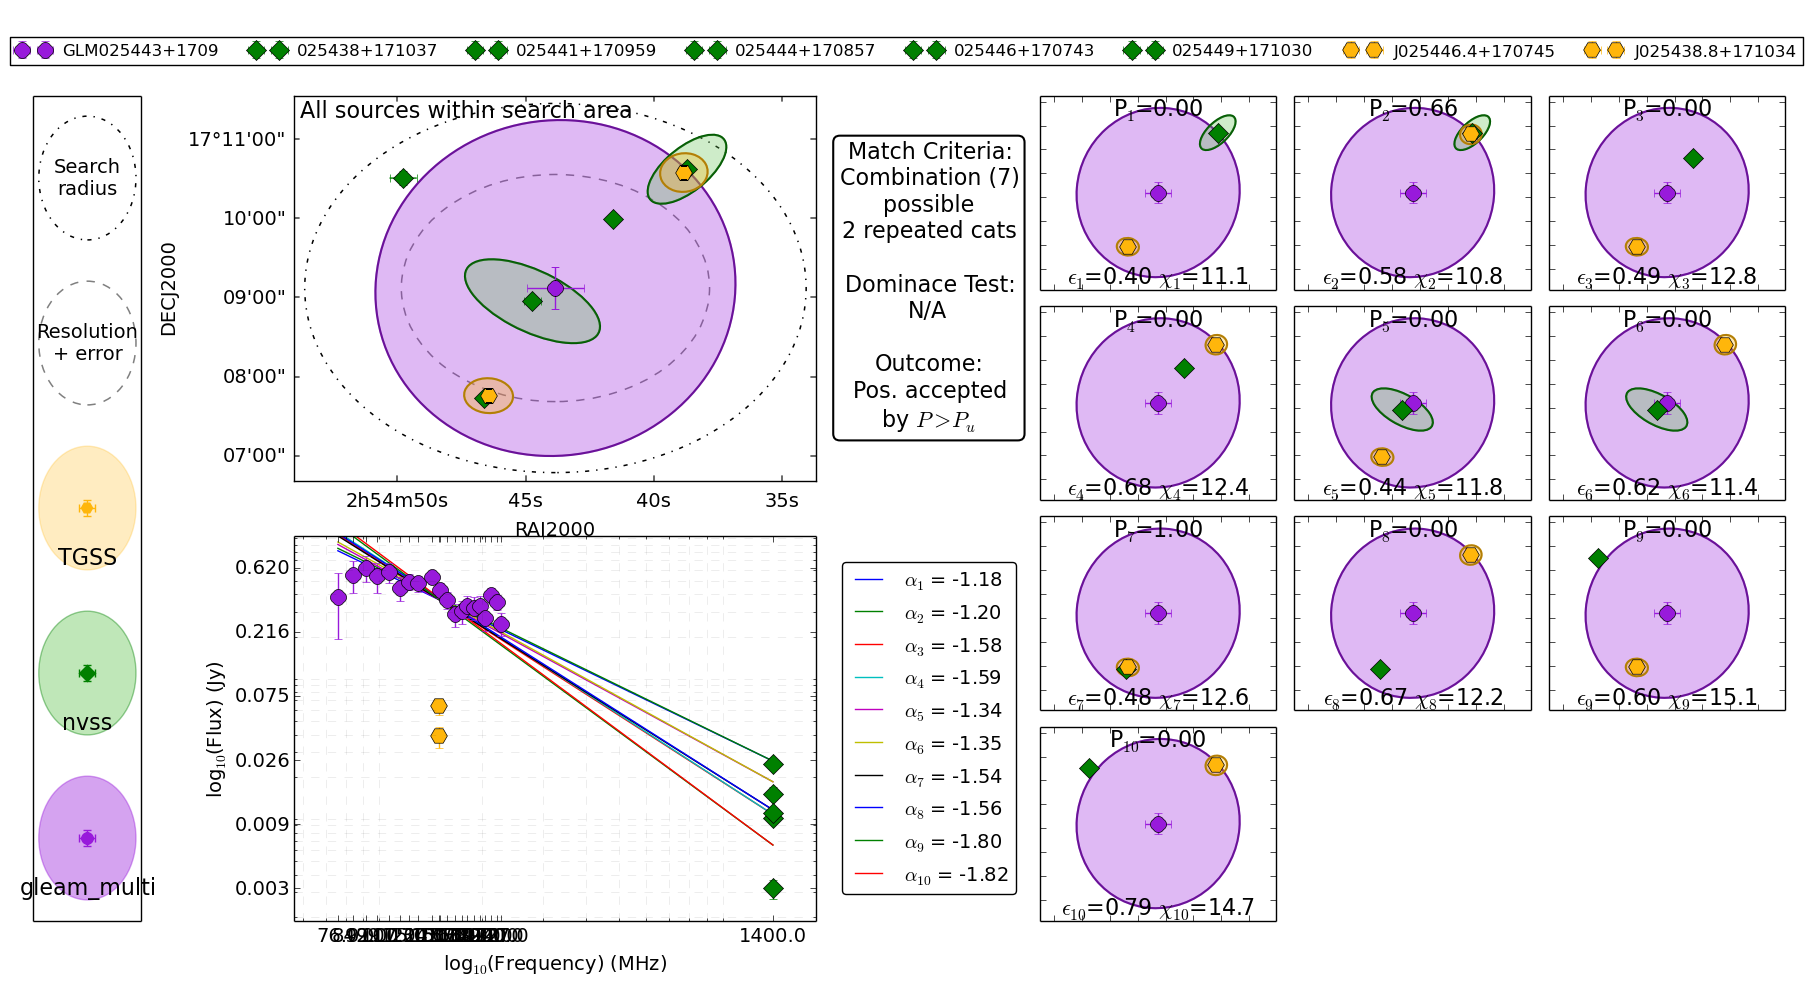 GLM025443+1709 025438+171037 025441+170959 025444+170857 025446+170743 025449+171030 J025446.4+170745 J025438.8+171034
Search
radius
Resolution
+ error
TGSS
nvss
gleam_multi
All sources within search area
17°11'00"
10'00"
09'00"
08'00"
07'00"
DECJ2000
2h54m50s 45s 40s 35s
RAJ2000
Match Criteria:
Combination (7)
possible
2 repeated cats
Dominace Test:
N/A
Outcome:
Pos. accepted
by P>Pᵤ
P₁=0.00
ϵ₁=0.40 χ₁=11.1
P₂=0.66
ϵ₂=0.58 χ₂=10.8
P₃=0.00
ϵ₃=0.49 χ₃=12.8
P₄=0.00
ϵ₄=0.68 χ₄=12.4
P₅=0.00
ϵ₅=0.44 χ₅=11.8
P₆=0.00
ϵ₆=0.62 χ₆=11.4
P₇=1.00
ϵ₇=0.48 χ₇=12.6
P₈=0.00
ϵ₈=0.67 χ₈=12.2
P₉=0.00
ϵ₉=0.60 χ₉=15.1
P₁₀=0.00
ϵ₁₀=0.79 χ₁₀=14.7
0.620
0.216
0.075
0.026
0.009
0.003
log₁₀(Flux) (Jy)
1400.0
log₁₀(Frequency) (MHz)
α₁ = -1.18
α₂ = -1.20
α₃ = -1.58
α₄ = -1.59
α₅ = -1.34
α₆ = -1.35
α₇ = -1.54
α₈ = -1.56
α₉ = -1.80
α₁₀ = -1.82